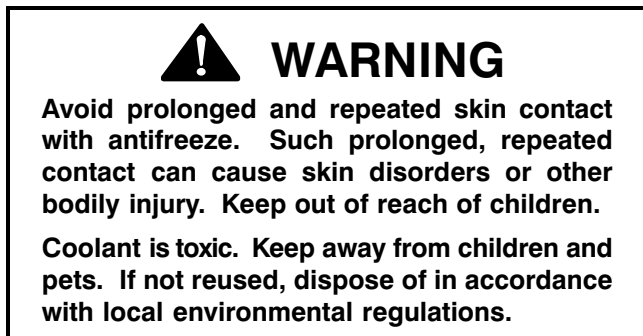 WARNING
Avoid prolonged and repeated skin contact
with antifreeze. Such prolonged, repeated
contact can cause skin disorders or other
bodily injury. Keep out of reach of children.
Coolant is toxic. Keep away from children and
pets. If not reused, dispose of in accordance
with local environmental regulations.